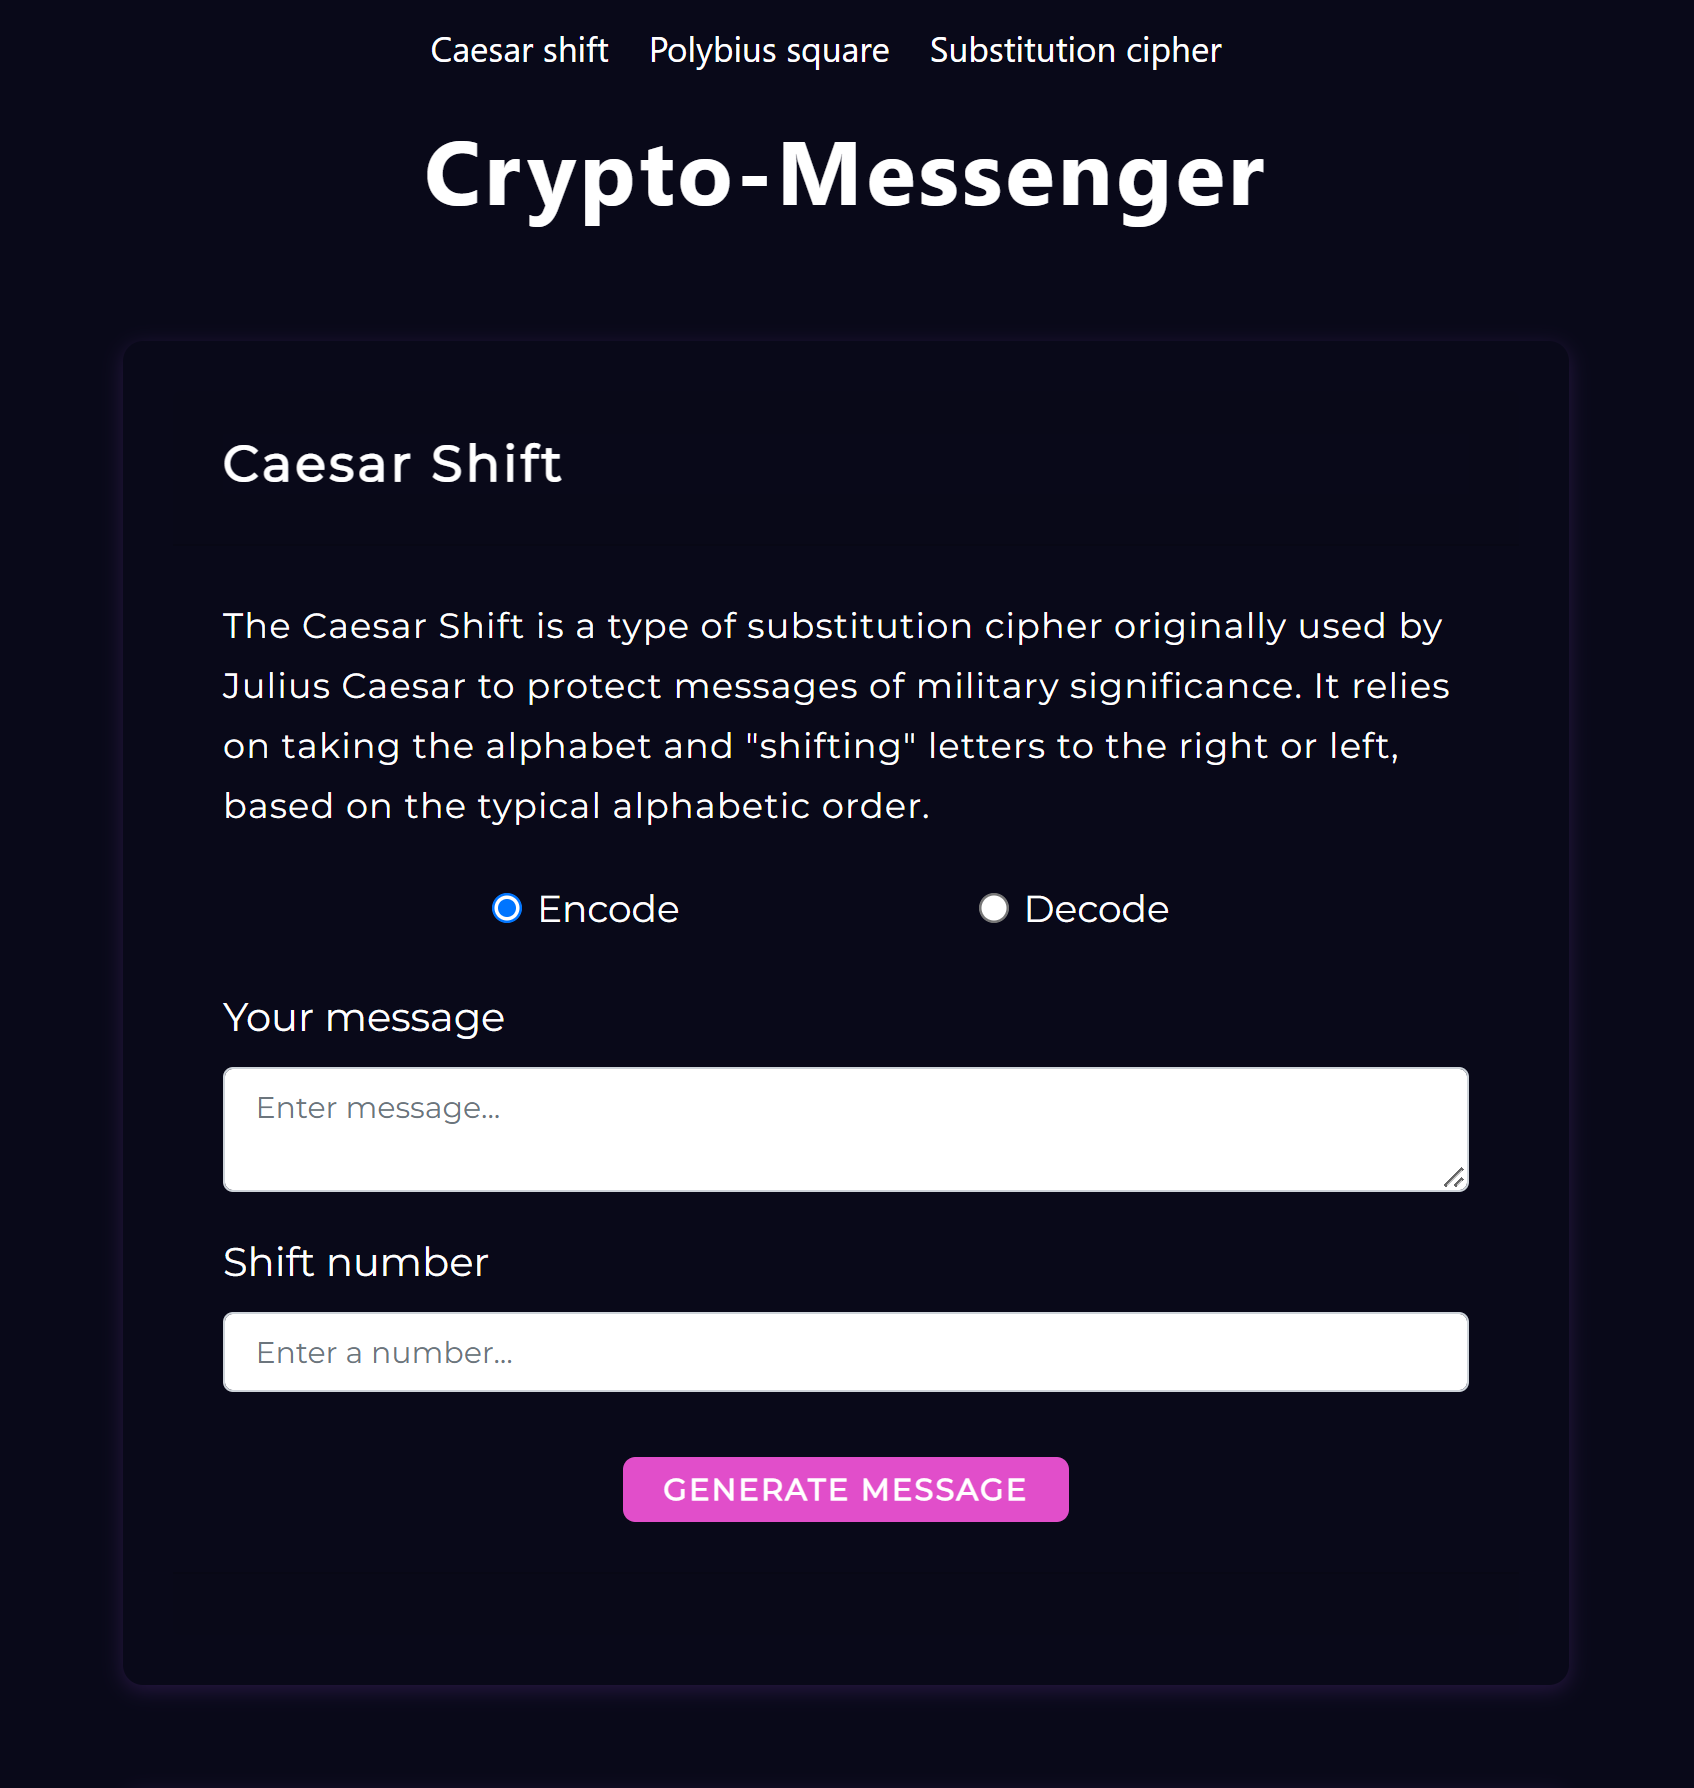 Caesar shift Polybius square Substitution cipher
Crypto-Messenger
Caesar Shift
The Caesar Shift is a type of substitution cipher originally used by
Julius Caesar to protect messages of military significance. It relies
on taking the alphabet and "shifting" letters to the right or left,
based on the typical alphabetic order.
Encode Decode
Your message
Enter message...
Shift number
Enter a number...
GENERATE MESSAGE